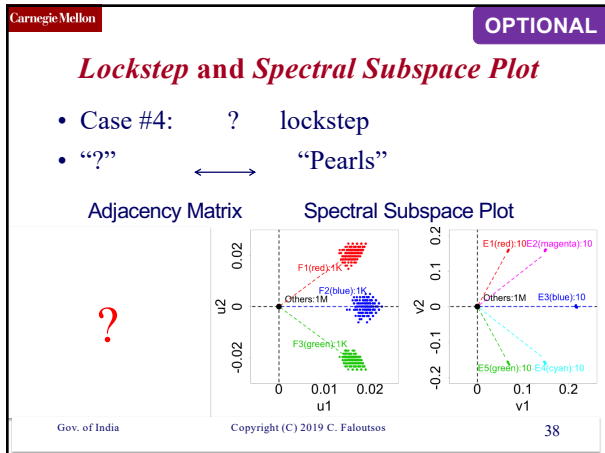 Carnegie Mellon
OPTIONAL
Lockstep and Spectral Subspace Plot
• Case #4: ? lockstep
• “?” ⟷ “Pearls”
Adjacency Matrix Spectral Subspace Plot
?
u2
0.02
0
-0.02
F1(red):1K
F2(blue):1K
Others:1M
F3(green):1K
0 0.01 0.02
u1
v2
0.2
0.1
0
-0.1
-0.2
E1(red):10 E2(magenta):10
Others:1M
E3(blue):10
E5(green):10 E4(cyan):10
0 0.1 0.2
v1
Gov. of India Copyright (C) 2019 C. Faloutsos 38